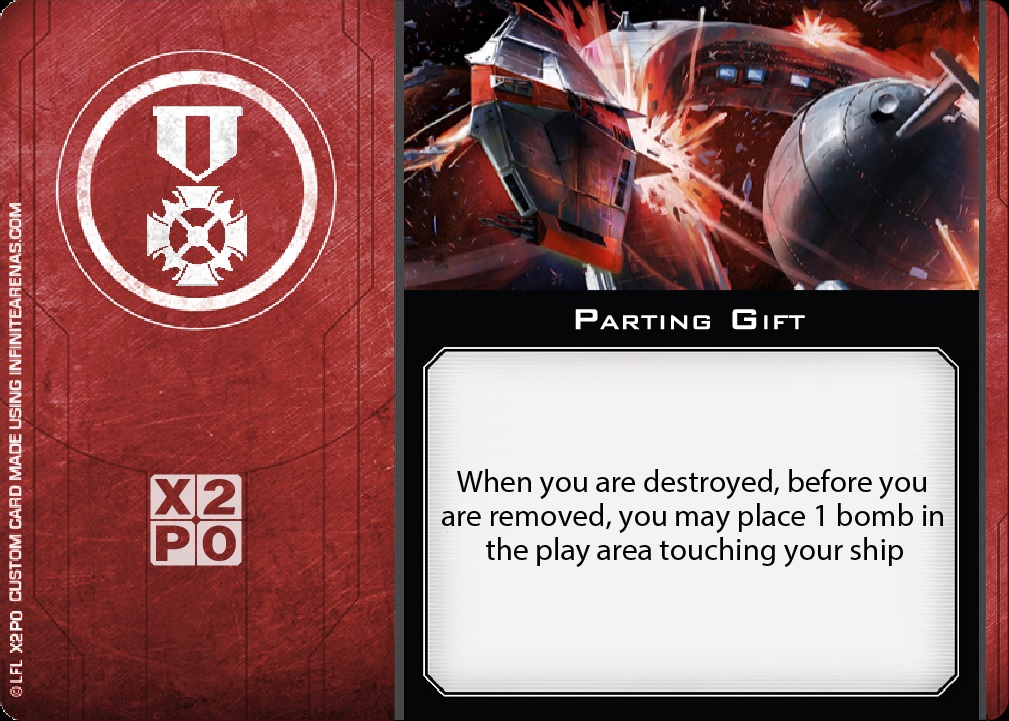 Parting Gift
When you are destroyed, before you
are removed, you may place 1 bomb in
the play area touching your ship
X2
PO
© LFL X2PO CUSTOM CARD MADE USING INFINITEARENAS.COM